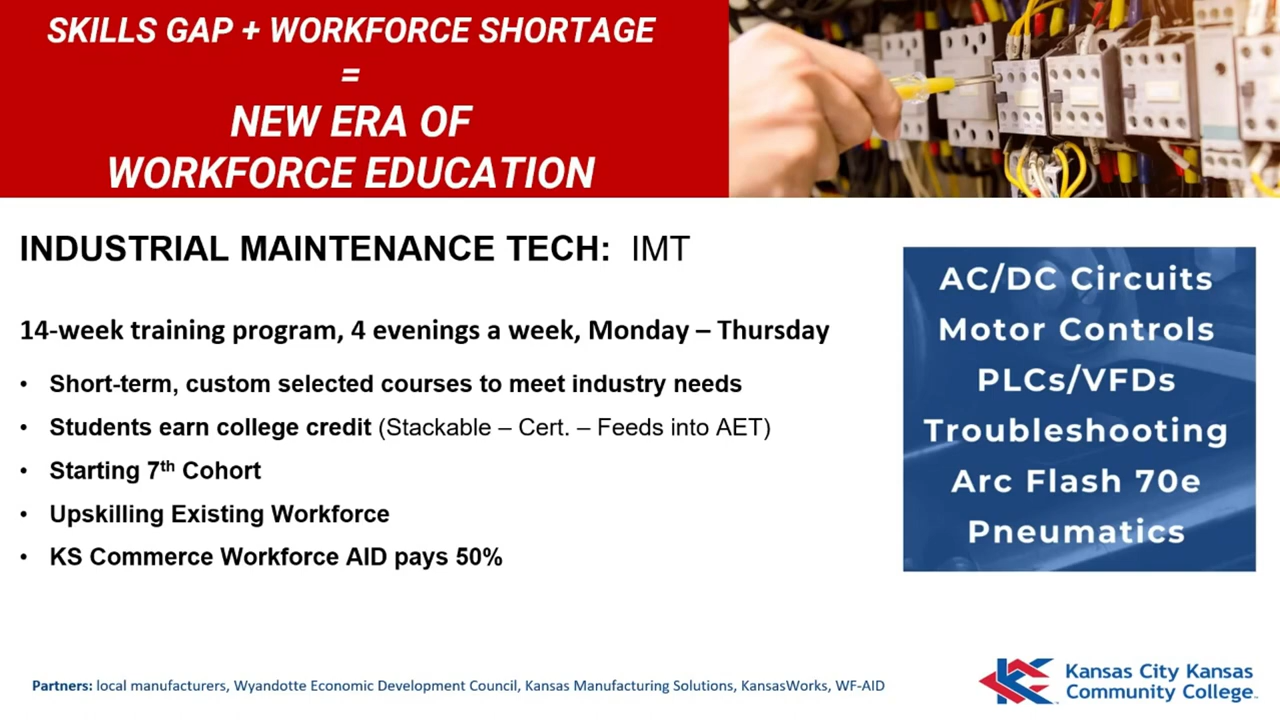 SKILLS GAP + WORKFORCE SHORTAGE
=
NEW ERA OF
WORKFORCE EDUCATION
INDUSTRIAL MAINTENANCE TECH: IMT
14-week training program, 4 evenings a week, Monday – Thursday
• Short-term, custom selected courses to meet industry needs
• Students earn college credit (Stackable – Cert. – Feeds into AET)
• Starting 7th Cohort
• Upskilling Existing Workforce
• KS Commerce Workforce AID pays 50%
AC/DC Circuits
Motor Controls
PLCs/VFDs
Troubleshooting
Arc Flash 70e
Pneumatics
Partners: local manufacturers, Wyandotte Economic Development Council, Kansas Manufacturing Solutions, KansasWorks, WF-AID
Kansas City Kansas
Community College